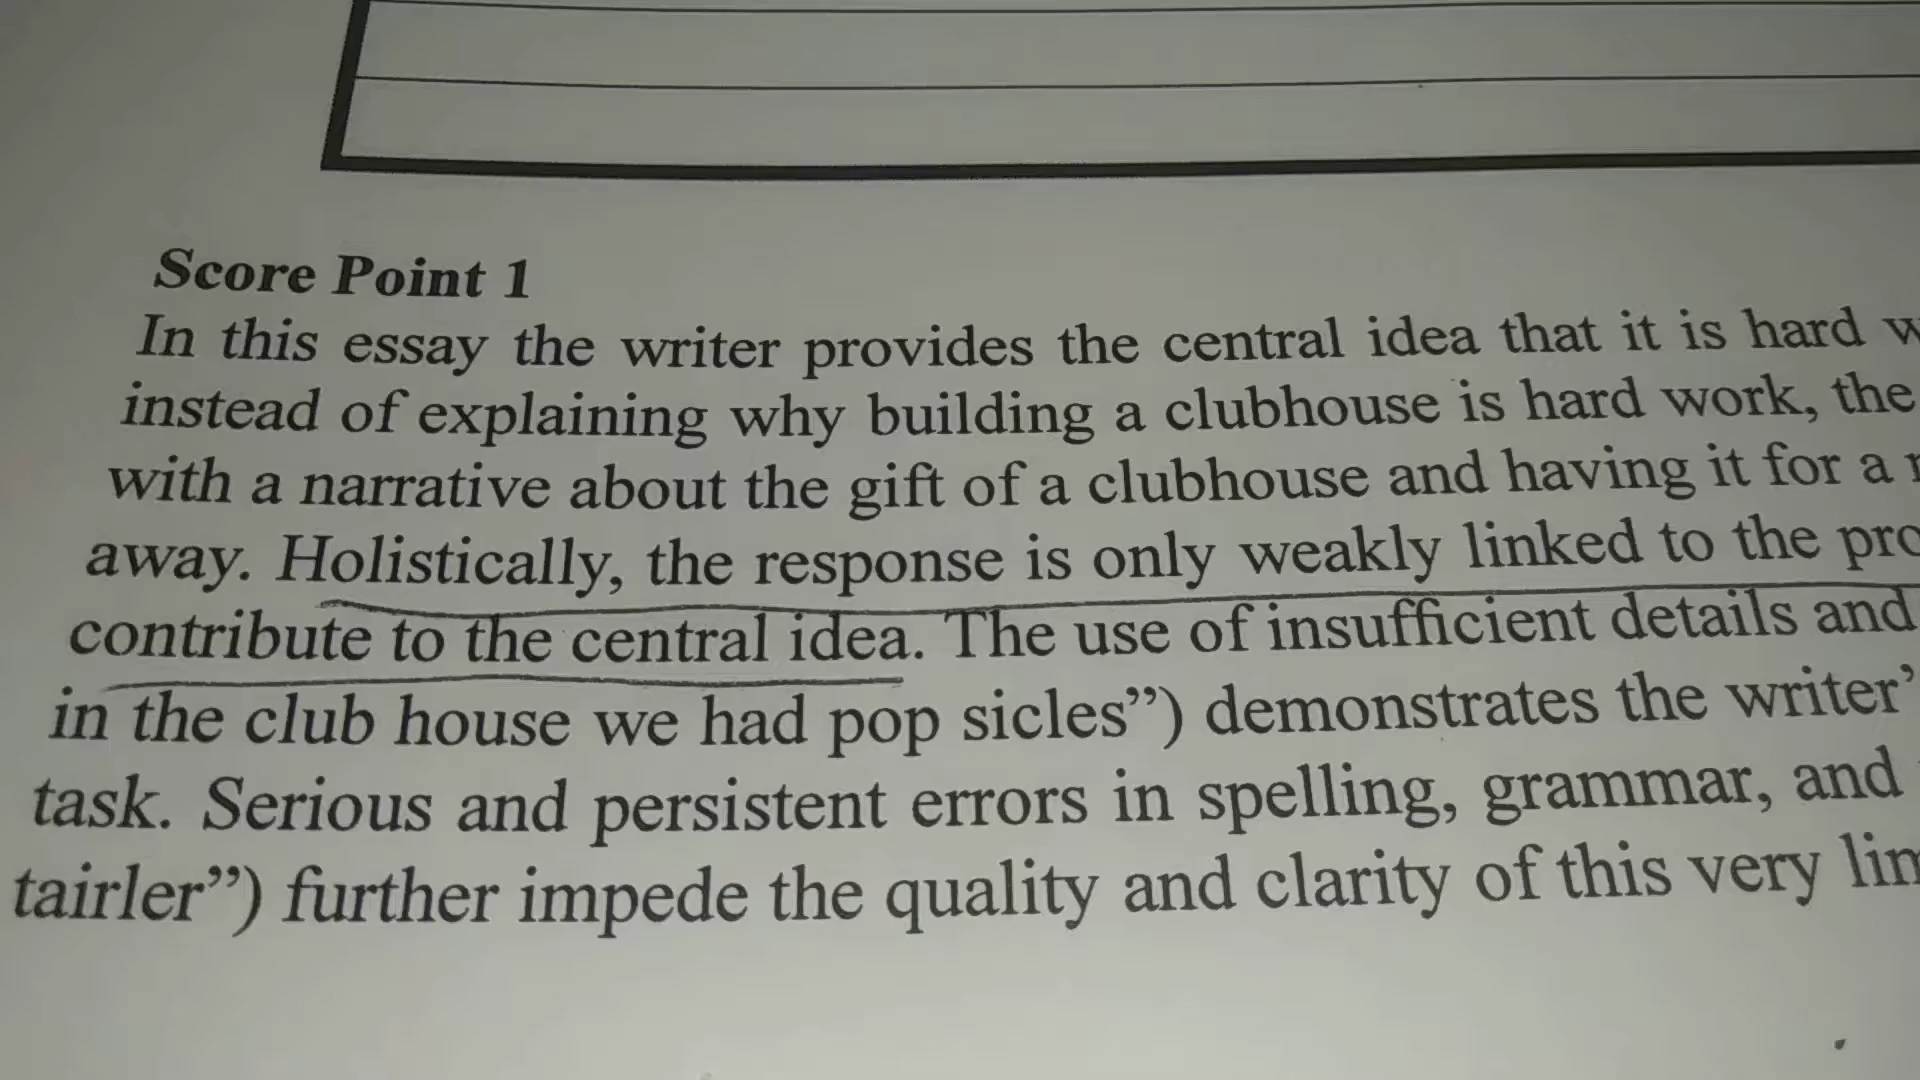 Score Point 1
In this essay the writer provides the central idea that it is hard
instead of explaining why building a clubhouse is hard work, the
with a narrative about the gift of a clubhouse and having it for a
away. Holistically, the response is only weakly linked to the
contribute to the central idea. The use of insufficient details and
in the club house we had pop sicles”) demonstrates the writer’
task. Serious and persistent errors in spelling, grammar, and
tairler”) further impede the quality and clarity of this very